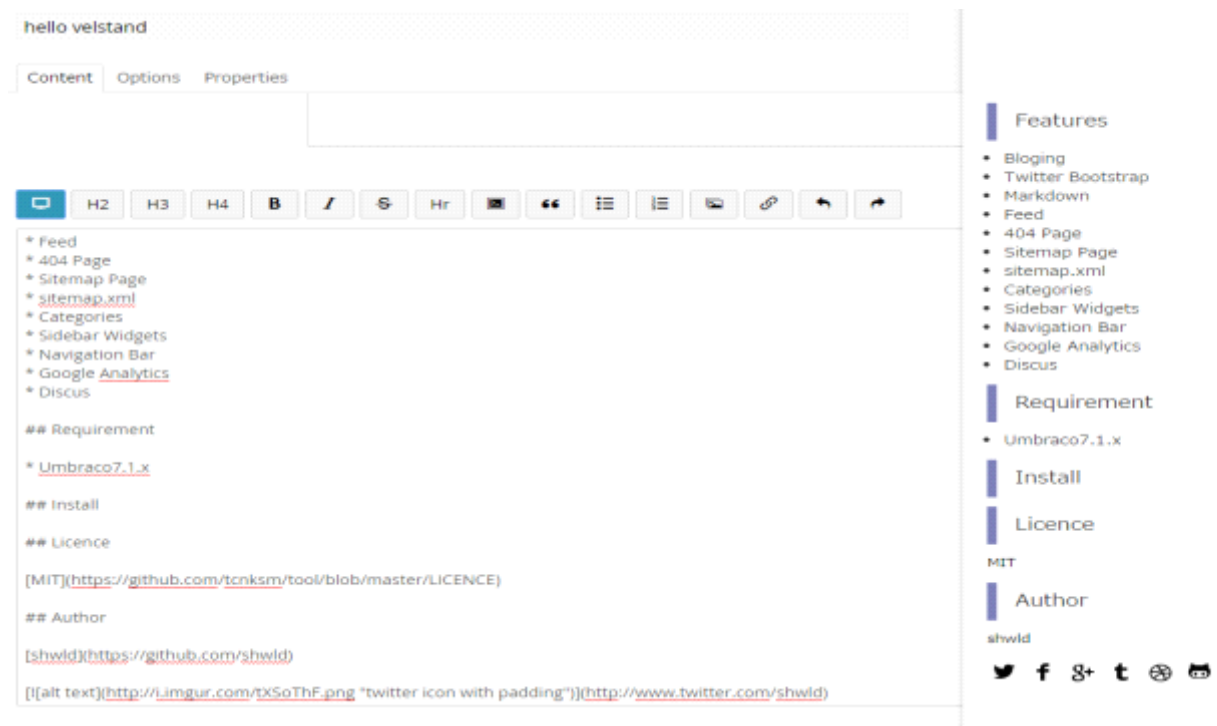 hello velstand
Content Options Properties
H2 H3 H4 B I S Hr
* Feed
* 404 Page
* Sitemap Page
* sitemap.xml
* Categories
* Sidebar Widgets
* Navigation Bar
* Google Analytics
* Discus
## Requirement
* Umbraco7.1.x
## Install
## Licence
[MIT](https://github.com/tcnksm/tool/blob/master/LICENCE)
## Author
[shwld](https://github.com/shwld)
[![alt text](http://i.imgur.com/tXSoThF.png "twitter icon with padding")](http://www.twitter.com/shwld)
Features
• Bloging
• Twitter Bootstrap
• Markdown
• Feed
• 404 Page
• Sitemap Page
• sitemap.xml
• Categories
• Sidebar Widgets
• Navigation Bar
• Google Analytics
• Discus
Requirement
• Umbraco7.1.x
Install
Licence
MIT
Author
shwld